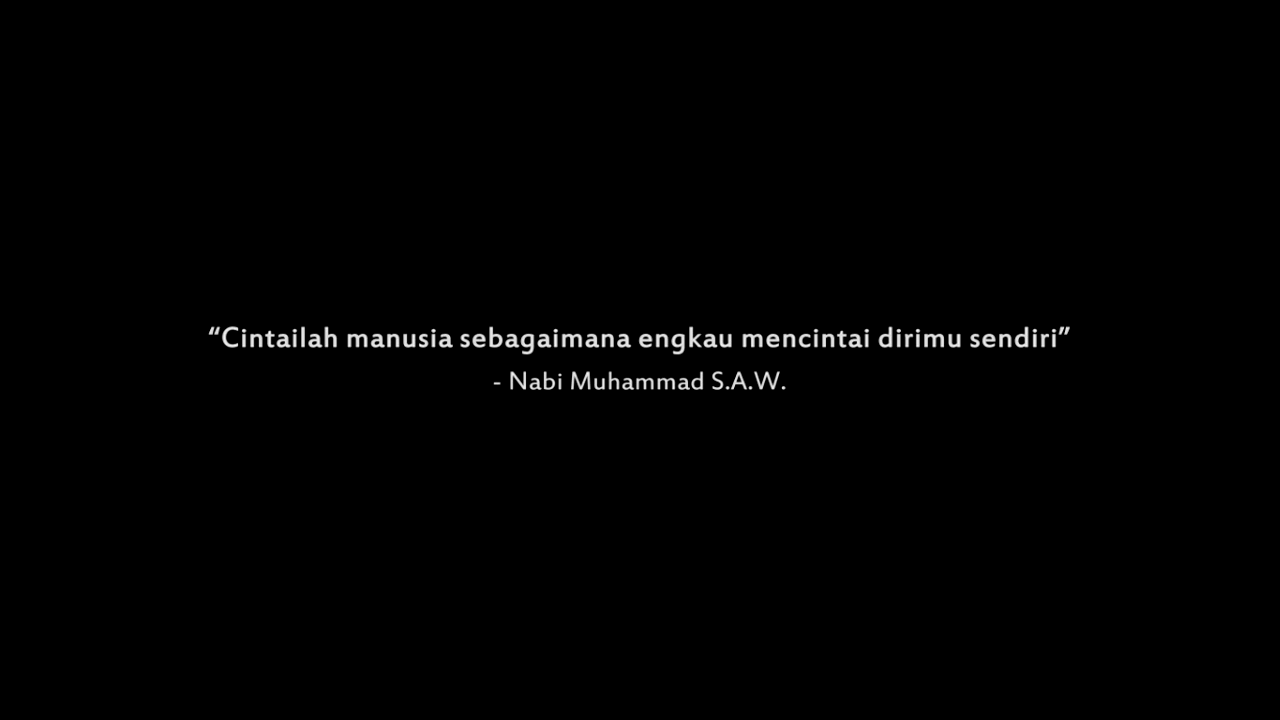 “Cintailah manusia sebagaimana engkau mencintai dirimu sendiri”
- Nabi Muhammad S.A.W.